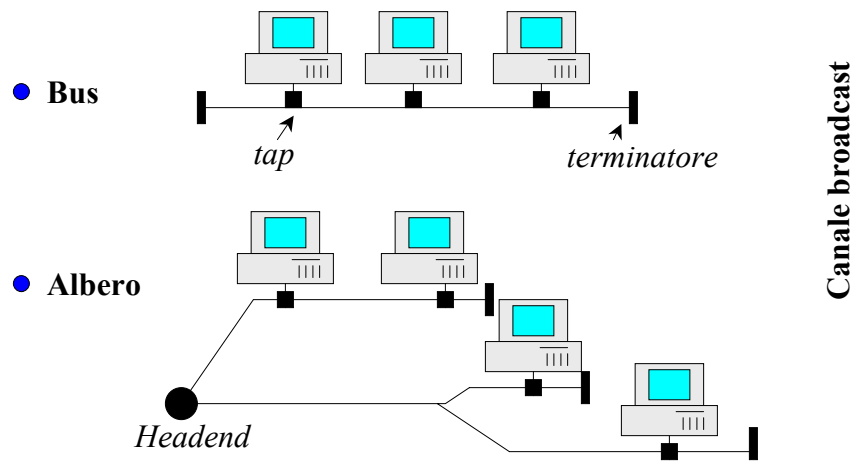 Bus
tap
terminatore
Albero
Headend
Canale broadcast